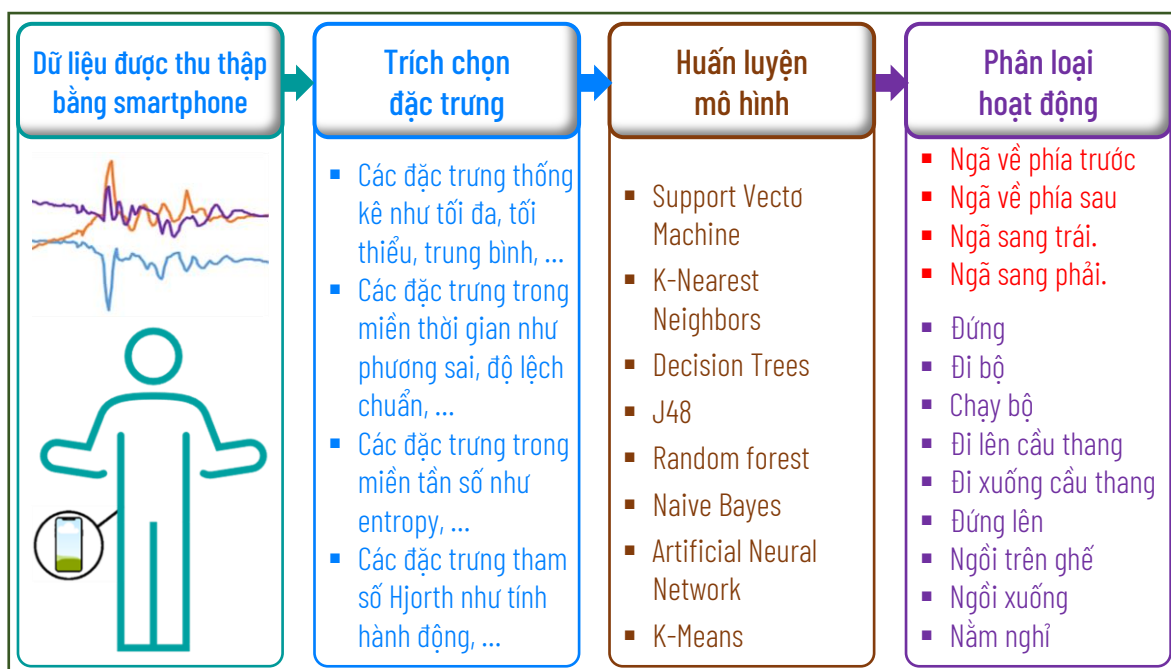 Dữ liệu được thu thập
bằng smartphone
Trích chọn
đặc trưng
▪ Các đặc trưng thống
kê như tối đa, tối
thiểu, trung bình, ...
▪ Các đặc trưng trong
miền thời gian như
phương sai, độ lệch
chuẩn, ...
▪ Các đặc trưng trong
miền tần số như
entropy, ...
▪ Các đặc trưng tham
số Hjorth như tính
hành động, ...
Huấn luyện
mô hình
▪ Support Vectơ
Machine
▪ K-Nearest
Neighbors
▪ Decision Trees
▪ J48
▪ Random forest
▪ Naive Bayes
▪ Artificial Neural
Network
▪ K-Means
Phân loại
hoạt động
▪ Ngã về phía trước
▪ Ngã về phía sau
▪ Ngã sang trái.
▪ Ngã sang phải.
▪ Đứng
▪ Đi bộ
▪ Chạy bộ
▪ Đi lên cầu thang
▪ Đi xuống cầu thang
▪ Đứng lên
▪ Ngồi trên ghế
▪ Ngồi xuống
▪ Nằm nghỉ